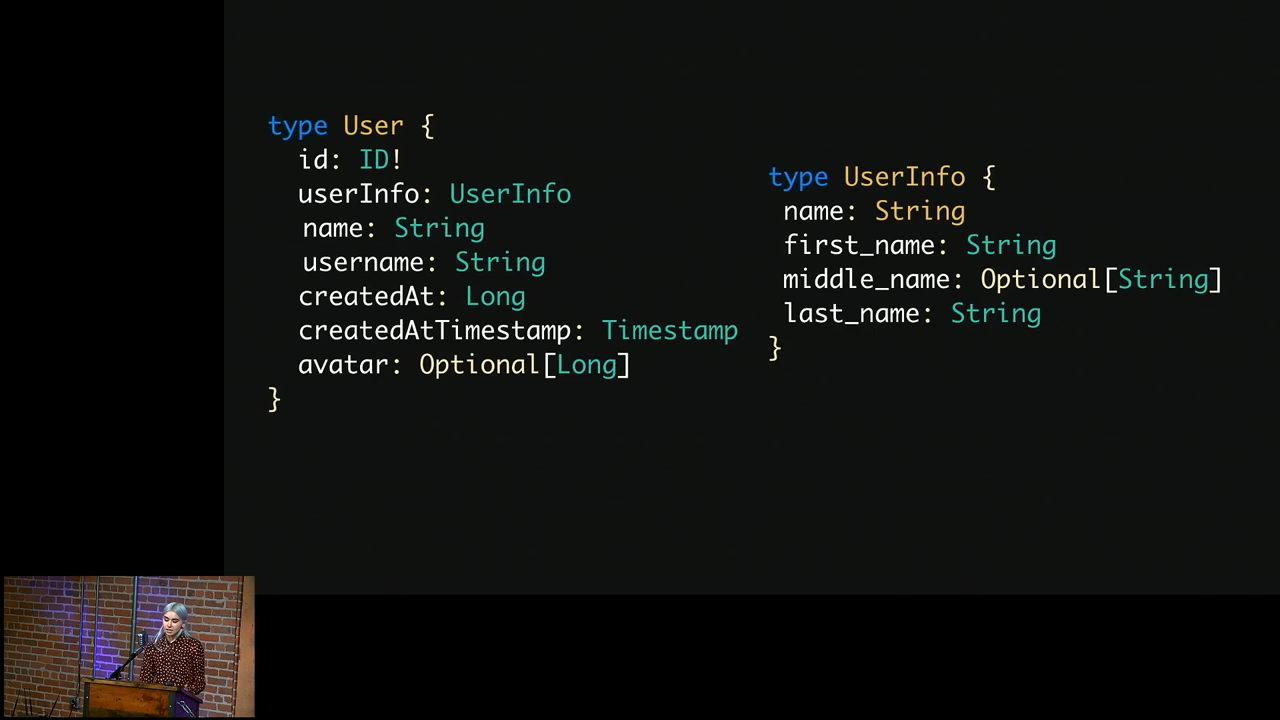 type User {
  id: ID!
  userInfo: UserInfo
  name: String
  username: String
  createdAt: Long
  createdAtTimestamp: Timestamp
  avatar: Optional[Long]
}
type UserInfo {
 name: String
 first_name: String
 middle_name: Optional[String]
 last_name: String
}